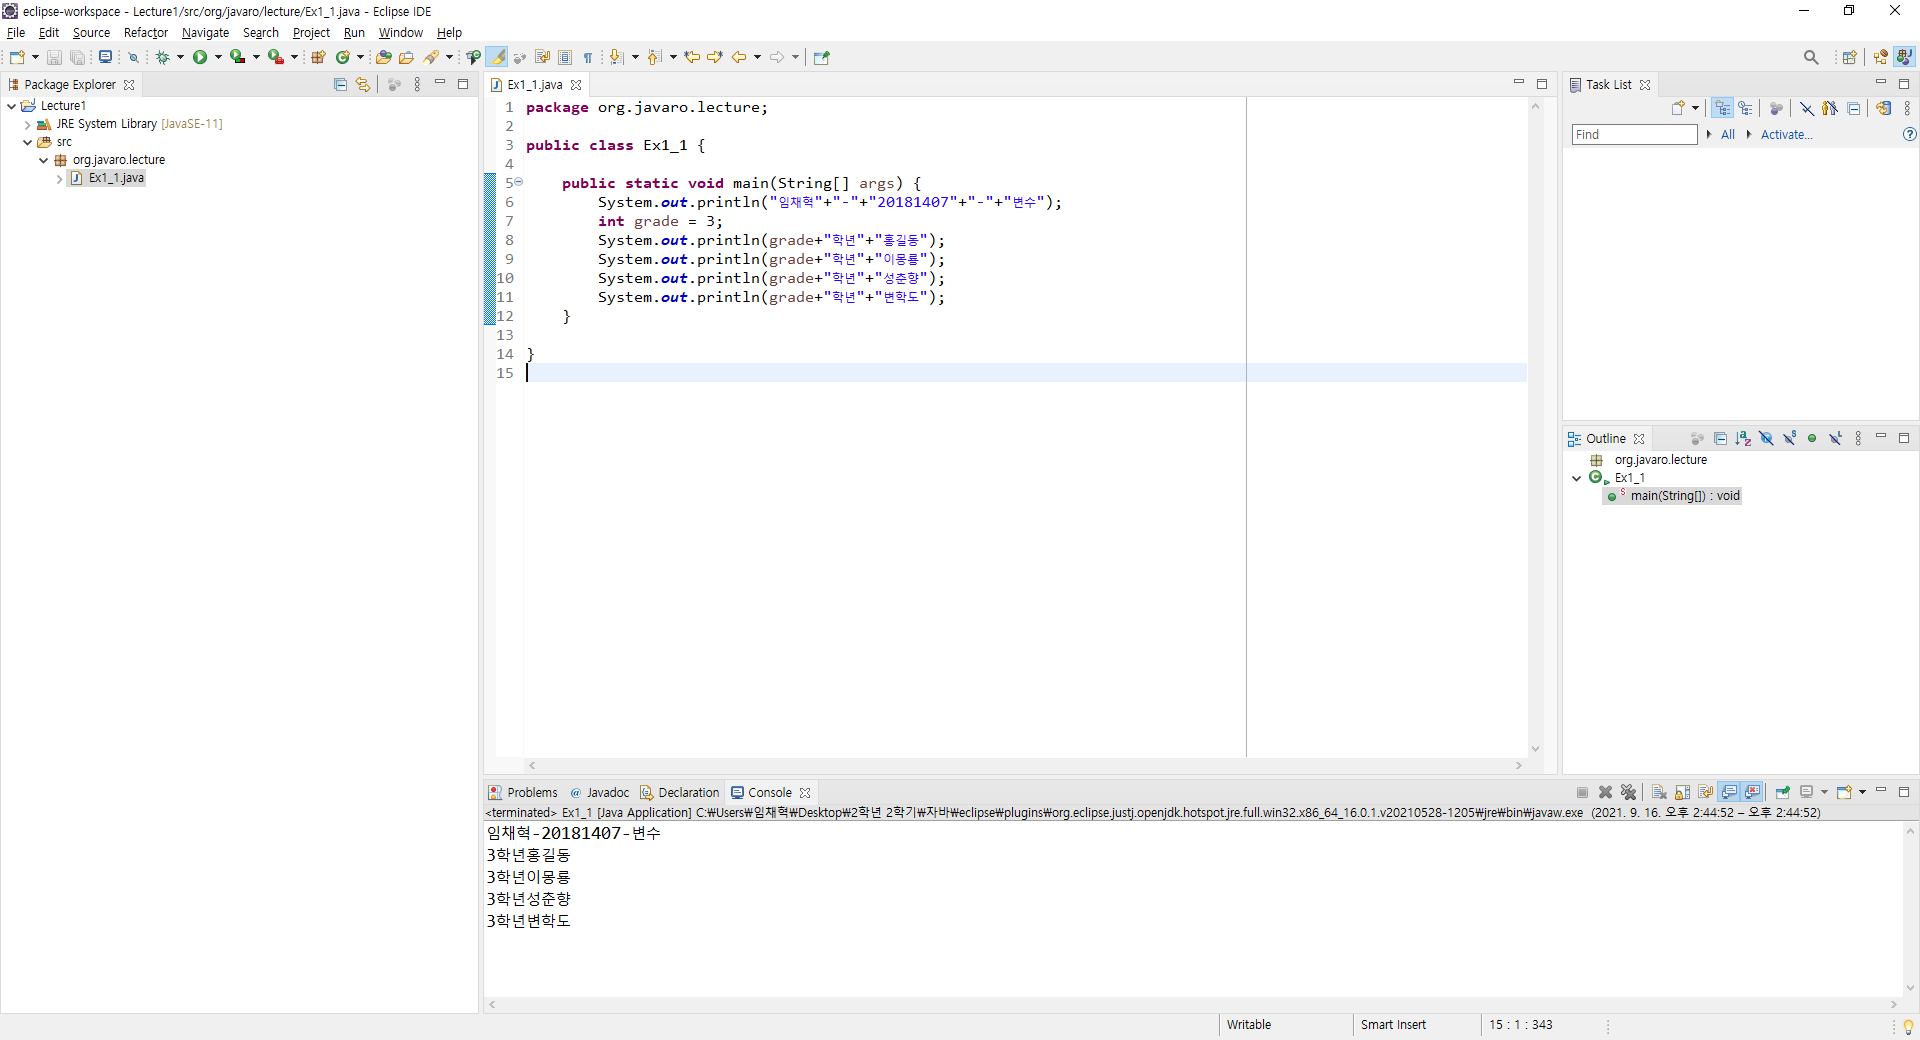 eclipse-workspace - Lecture1/src/org/javaro/lecture/Ex1_1.java - Eclipse IDE
File Edit Source Refactor Navigate Search Project Run Window Help
Package Explorer
Lecture1
JRE System Library [JavaSE-11]
src
org.javaro.lecture
Ex1_1.java
Ex1_1.java
1 package org.javaro.lecture;
2
3 public class Ex1_1 {
4
5 public static void main(String[] args) {
6 System.out.println("임채혁"+"-"+"20181407"+"-"+"변수");
7 int grade = 3;
8 System.out.println(grade+"학년"+"홍길동");
9 System.out.println(grade+"학년"+"이몽룡");
10 System.out.println(grade+"학년"+"성춘향");
11 System.out.println(grade+"학년"+"변학도");
12 }
13
14 }
15
Task List
Find All Activate...
Outline
org.javaro.lecture
Ex1_1
main(String[]) : void
Problems Javadoc Declaration Console
<terminated> Ex1_1 [Java Application] C:₩Users₩임채혁₩Desktop₩2학년 2학기₩자바₩eclipse₩plugins₩org.eclipse.justj.openjdk.hotspot.jre.full.win32.x86_64_16.0.1.v20210528-1205₩jre₩bin₩javaw.exe (2021. 9. 16. 오후 2:44:52 – 오후 2:44:52)
임채혁-20181407-변수
3학년홍길동
3학년이몽룡
3학년성춘향
3학년변학도
Writable Smart Insert 15 : 1 : 343